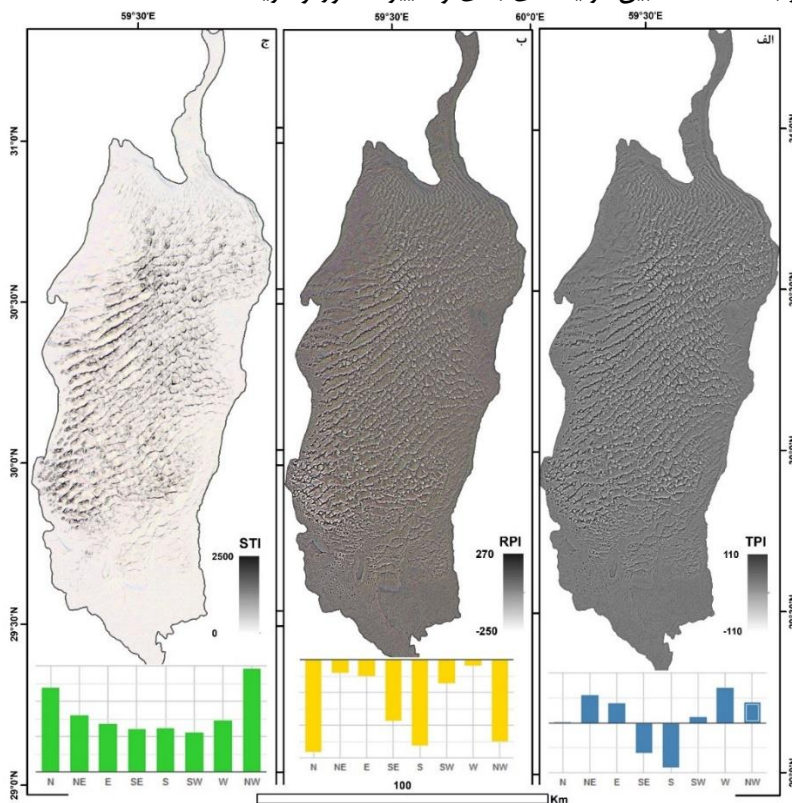 59°30'E 59°30'E 60°0'E 59°30'E
ج ب الف
31°0'N
30°30'N
30°0'N
29°30'N
29°0'N
STI
2500
0
RPI
270
-250
TPI
110
-110
N NE E SE S SW W NW
N NE E SE S SW W NW
N NE E SE S SW W NW
100
Km